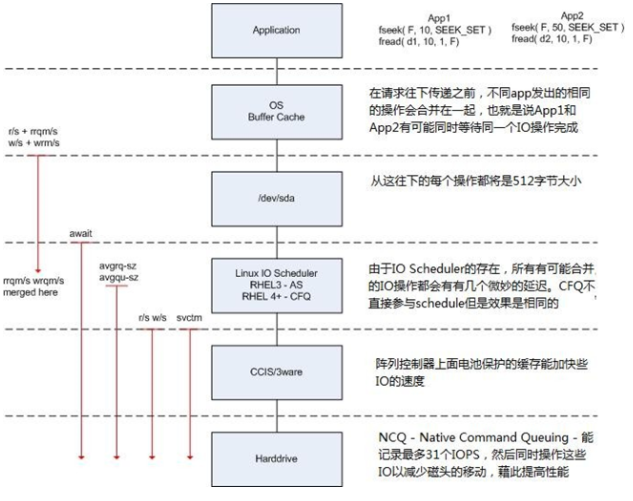 App1
fseek( F, 10, SEEK_SET )
fread( d1, 10, 1, F)
App2
fseek( F, 50, SEEK_SET )
fread( d2, 10, 1, F)
Application
OS
Buffer Cache
在请求往下传递之前，不同app发出的相同
的操作会合并在一起，也就是说App1和
App2有可能同时等待同一个IO操作完成
r/s + rrqm/s
w/s + wrm/s
/dev/sda
从这往下的每个操作都将是512字节大小
await
avgrq-sz
avgqu-sz
rrqm/s wrqm/s
merged here
Linux IO Scheduler
RHEL3 - AS
RHEL 4+ - CFQ
由于IO Scheduler的存在，所有有可能合并
的IO操作都会有有几个微妙的延迟。CFQ不
直接参与schedule但是效果是相同的
r/s w/s
svctm
CCIS/3ware
阵列控制器上面电池保护的缓存能加快些
IO的速度
Harddrive
NCQ - Native Command Queuing - 能
记录最多31个IOPS，然后同时操作这些
IO以减少磁头的移动，藉此提高性能